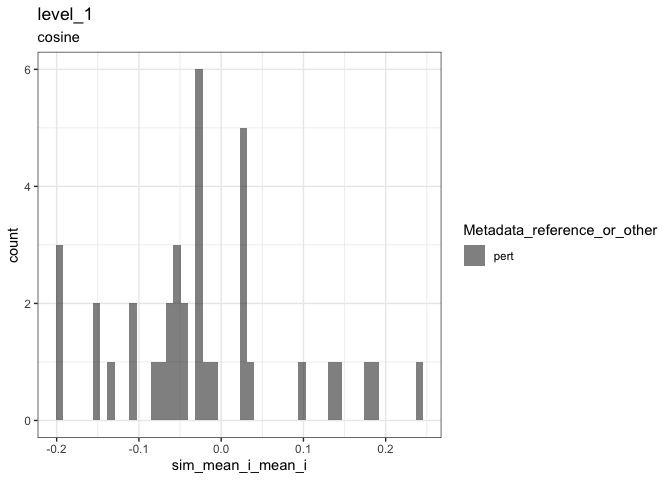 level_1
cosine
6
4
2
0
count
-0.2 -0.1 0.0 0.1 0.2
sim_mean_i_mean_i
Metadata_reference_or_other
pert